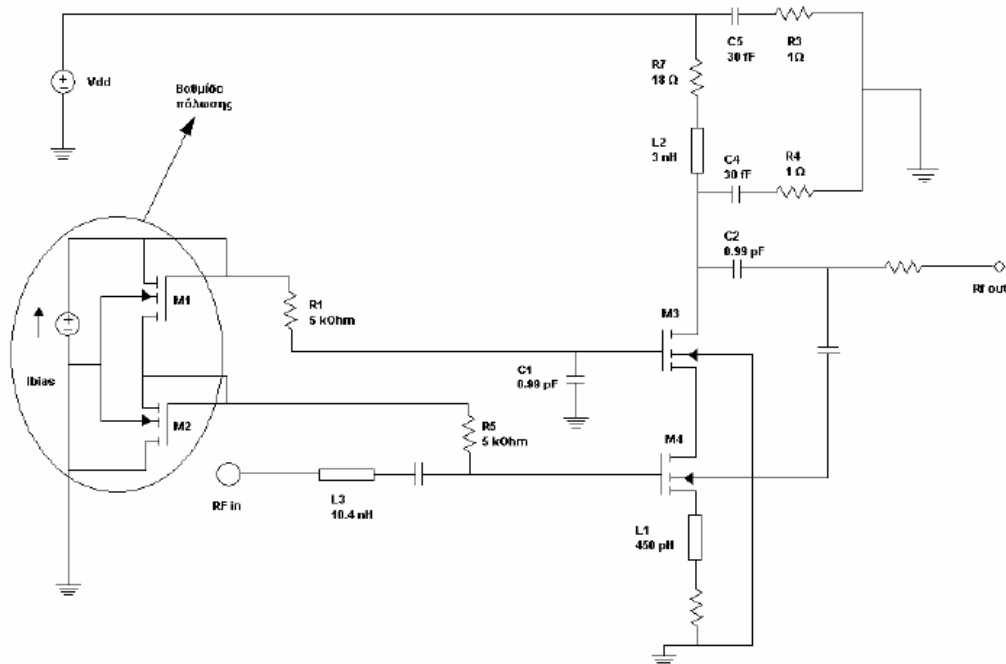 C5
30 fF
R3
1Ω
R7
18 Ω
Vdd
Βαθμίδα
πόλωσης
L2
3 nH
C4
30 fF
R4
1 Ω
C2
0.99 pF
Rf out
M1
R1
5 kOhm
M3
Ibias
C1
0.99 pF
M2
R5
5 kOhm
M4
RF in
L3
10.4 nH
L1
450 pH